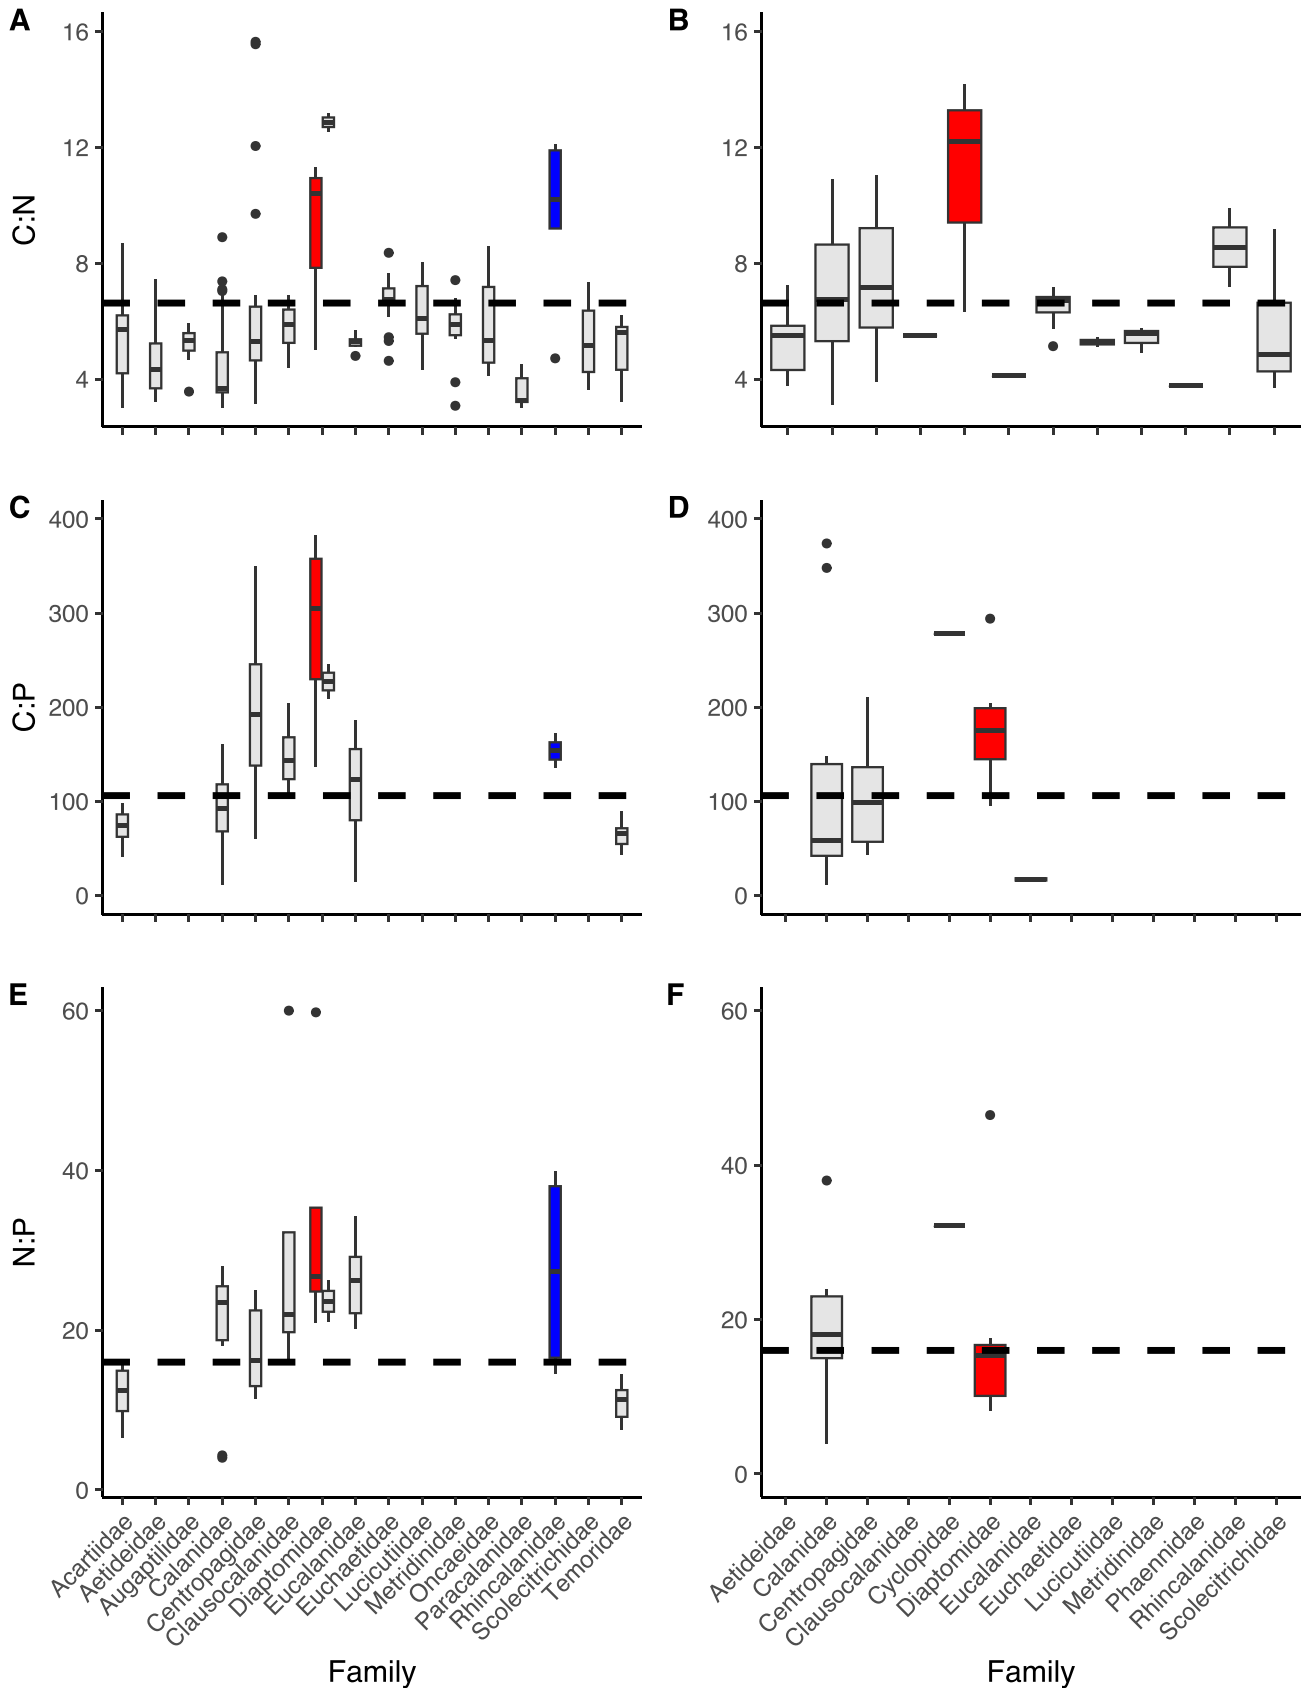 A
B
16
12
8
4
C:N
16
12
8
4
C
D
400
300
200
100
0
C:P
400
300
200
100
0
E
F
60
40
20
0
N:P
60
40
20
0
Acartiidae
Aetideidae
Augaptilidae
Calanidae
Centropagidae
Clausocalanidae
Diaptomidae
Eucalanidae
Euchaetidae
Lucicutiidae
Metridinidae
Oncaeidae
Paracalanidae
Rhincalanidae
Scolecitrichidae
Temoridae
Aetideidae
Calanidae
Centropagidae
Clausocalanidae
Cyclopidae
Diaptomidae
Eucalanidae
Euchaetidae
Lucicutiidae
Metridinidae
Phaennidae
Rhincalanidae
Scolecitrichidae
Family
Family